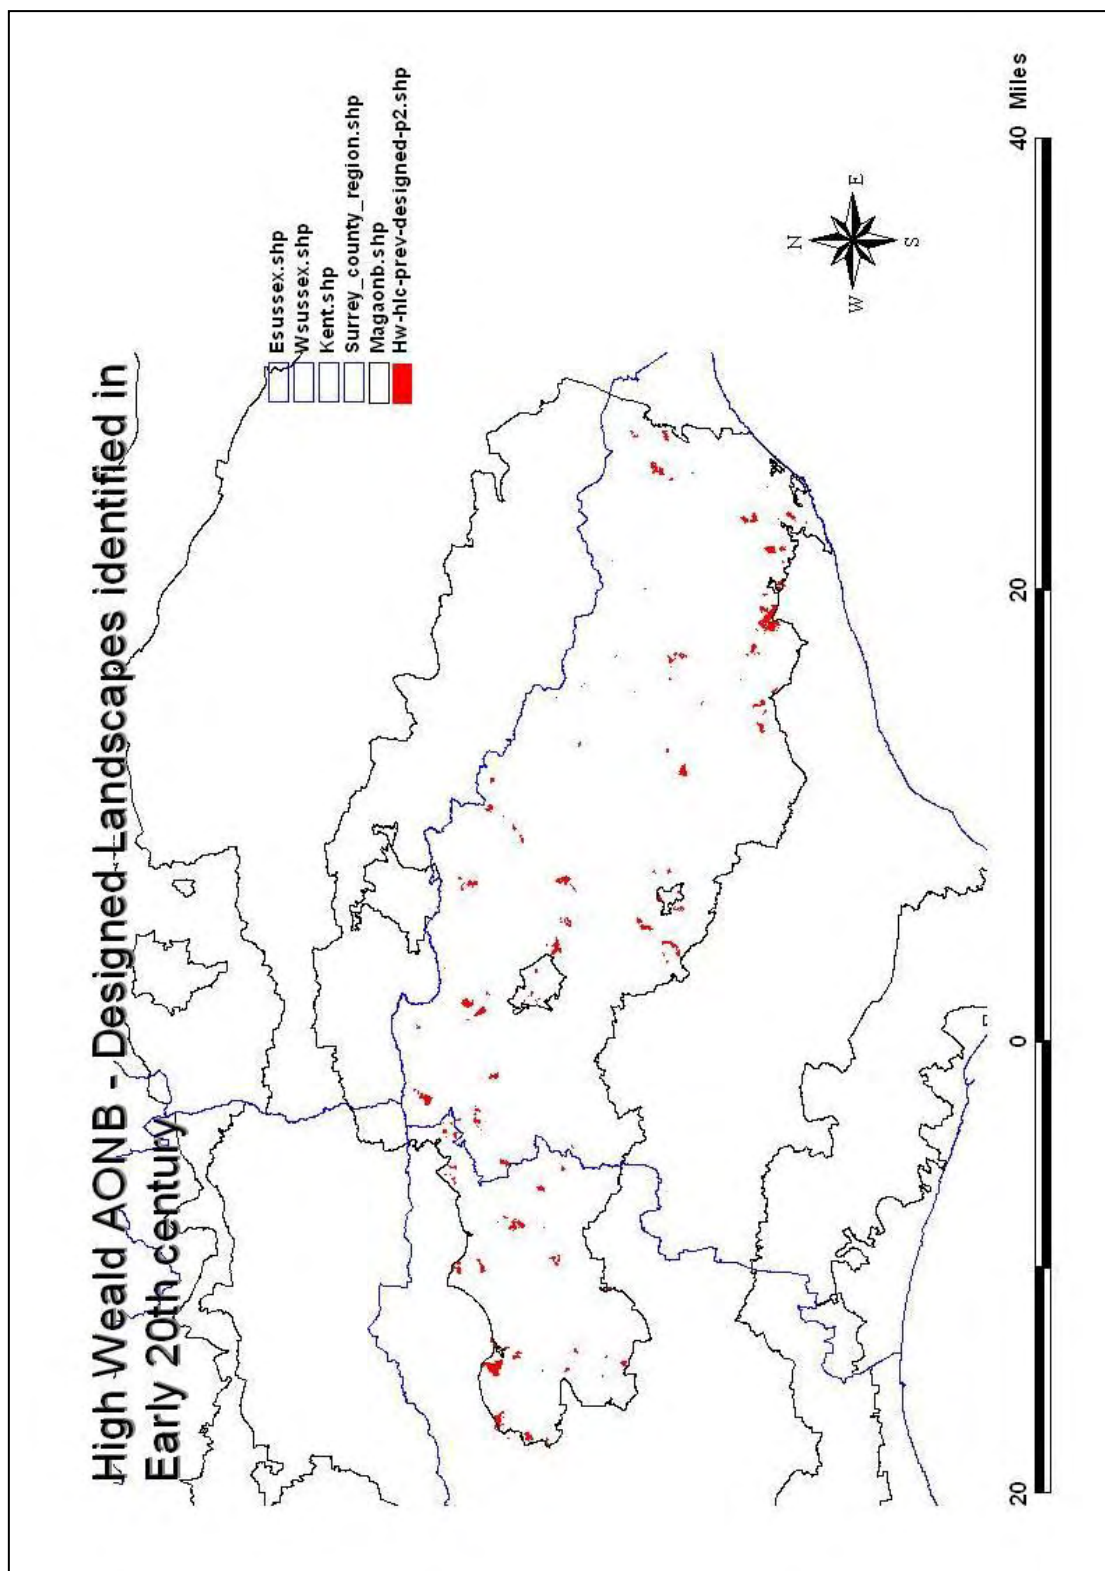 High Weald AONB - Designed Landscapes identified in
Early 20th century
Esussex.shp
Wsussex.shp
Kent.shp
Surrey_county_region.shp
Magaonb.shp
Hw-hlc-prev-designed-p2.shp
N
W
E
S
20
0
20
40 Miles